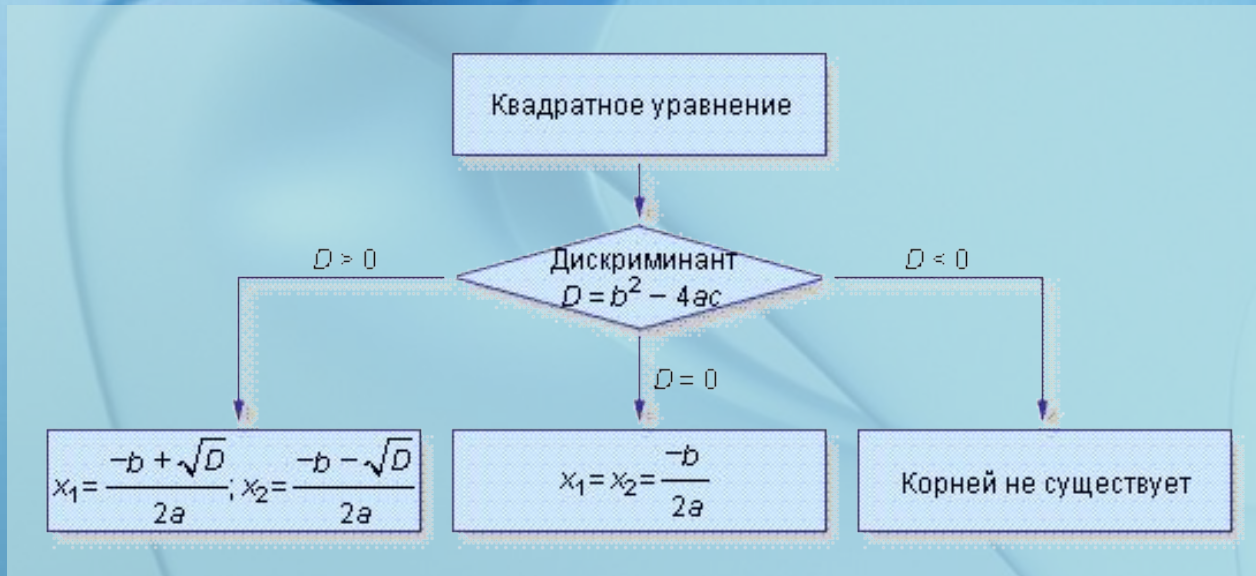 Квадратное уравнение
D > 0
Дискриминант
D = b² − 4ac
D < 0
D = 0
x₁ = (−b + √D)/2a; x₂ = (−b − √D)/2a
x₁ = x₂ = −b/2a
Корней не существует